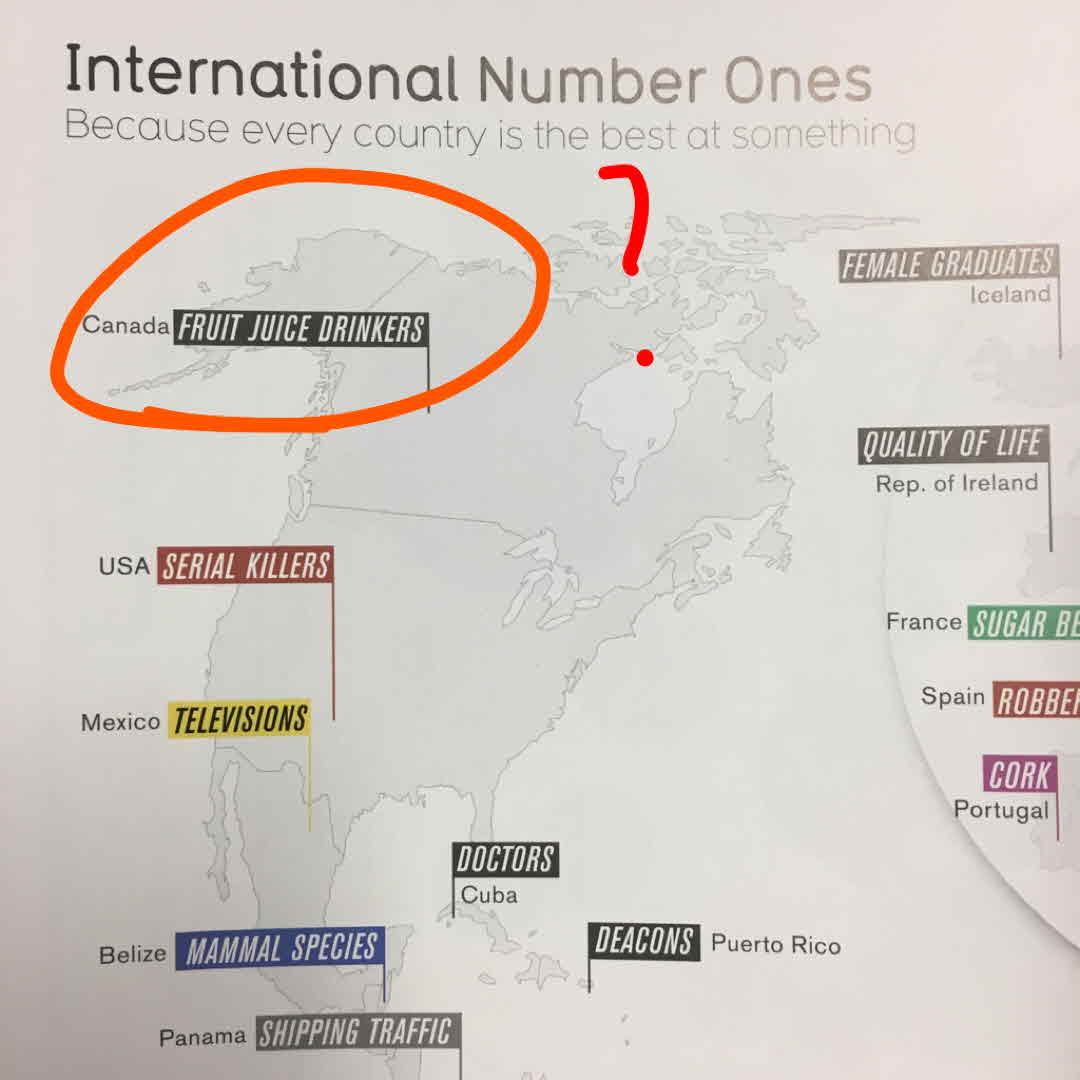 International Number Ones
Because every country is the best at something
?
FEMALE GRADUATES
Iceland
Canada FRUIT JUICE DRINKERS
QUALITY OF LIFE
Rep. of Ireland
USA SERIAL KILLERS
France SUGAR
Spain
Mexico TELEVISIONS
CORK
Portugal
DOCTORS
Cuba
Belize MAMMAL SPECIES
DEACONS Puerto Rico
Panama SHIPPING TRAFFIC